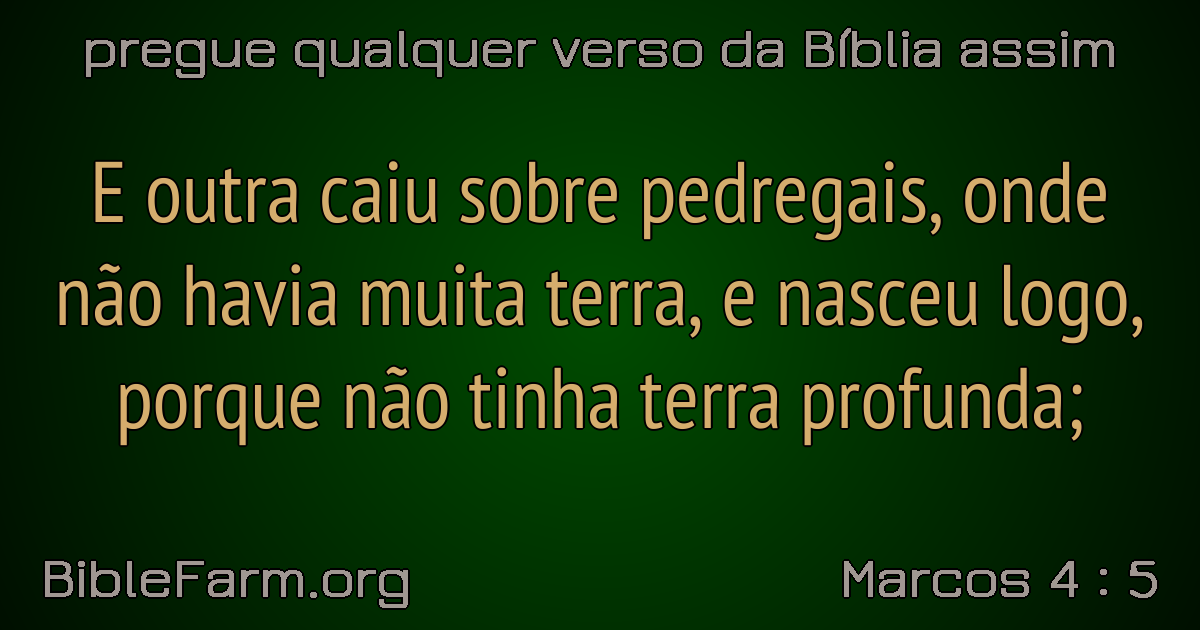 pregue qualquer verso da Bíblia assim
E outra caiu sobre pedregais, onde
não havia muita terra, e nasceu logo,
porque não tinha terra profunda;
BibleFarm.org
Marcos 4 : 5